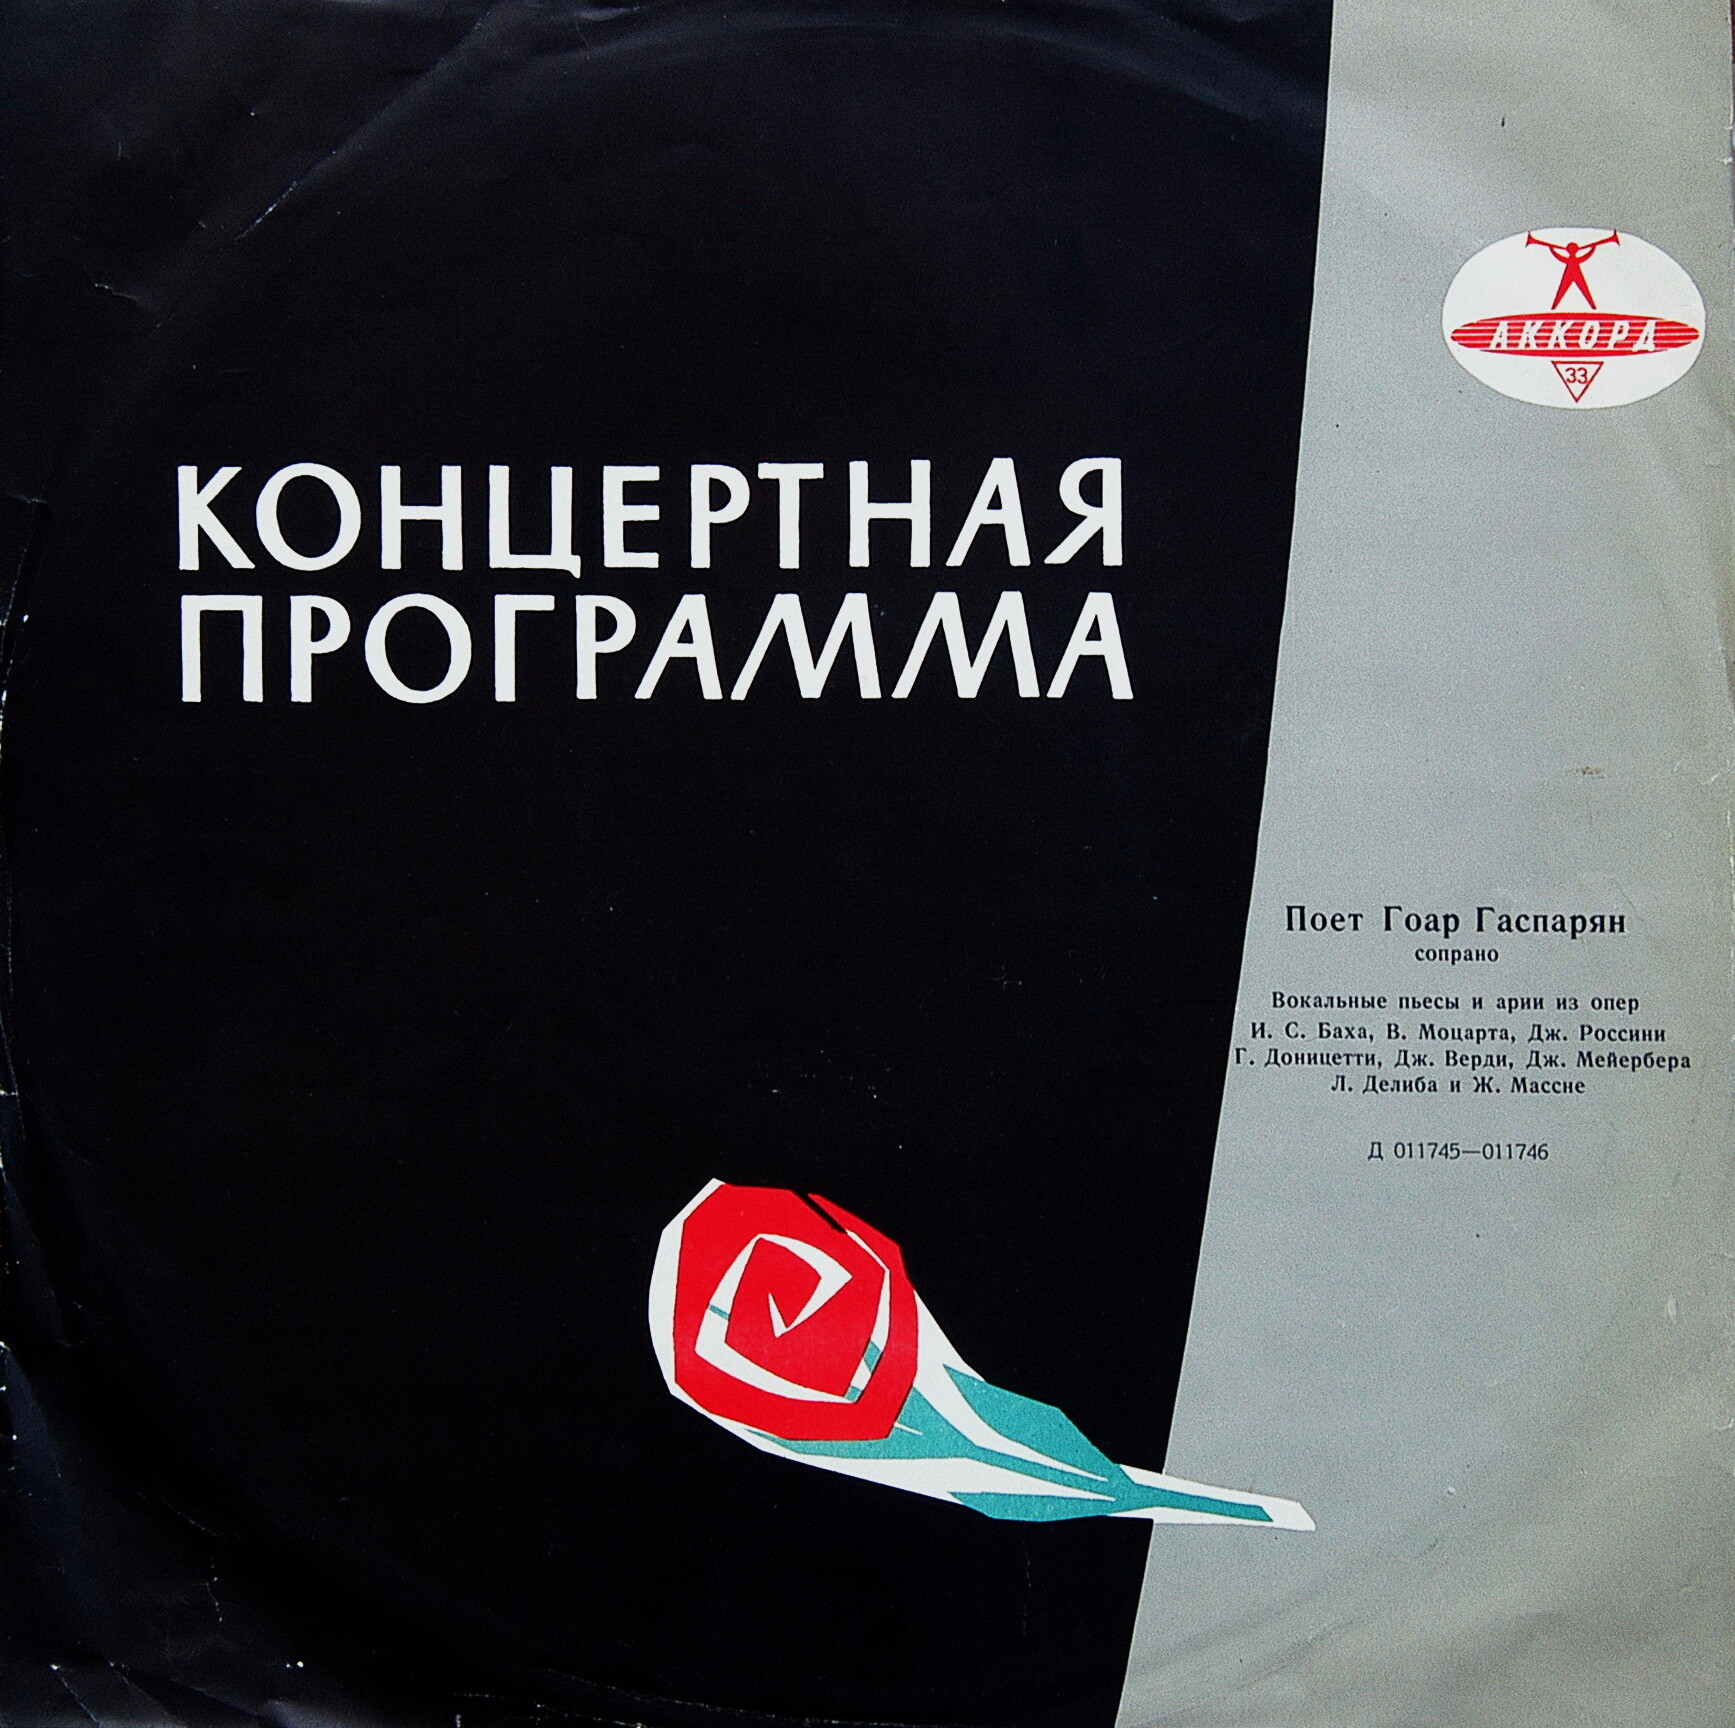 АККОРД
33
КОНЦЕРТНАЯ
ПРОГРАММА
Поет Гоар Гаспарян
сопрано
Вокальные пьесы и арии из опер
И. С. Баха, В. Моцарта, Дж. Россини
Г. Доницетти, Дж. Верди, Дж. Мейербера
Л. Делиба и Ж. Массне
Д 011745—011746